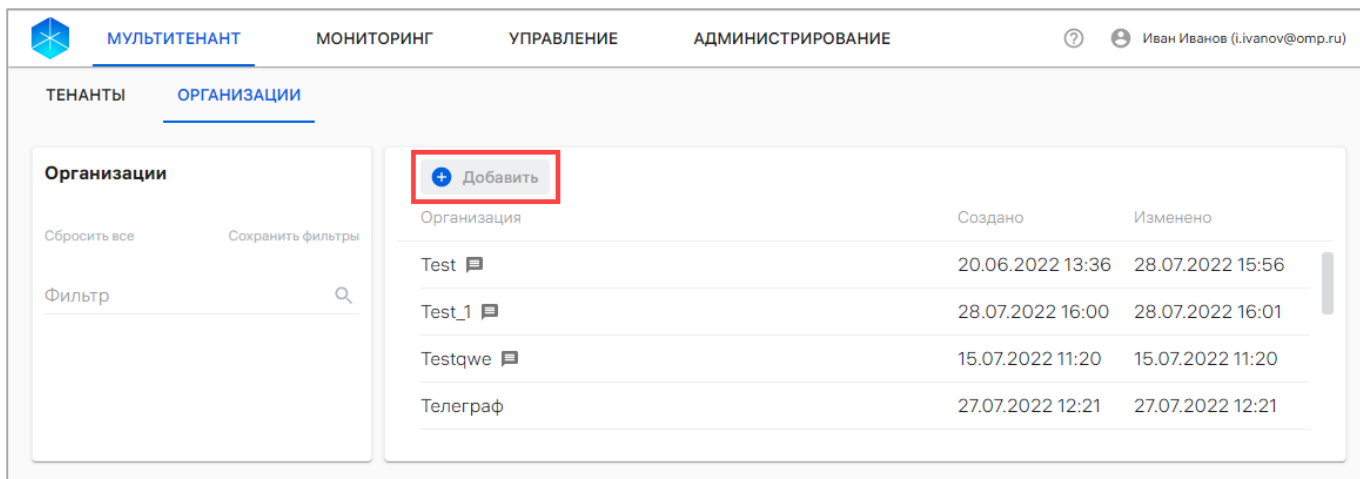 МУЛЬТИТЕНАНТ МОНИТОРИНГ УПРАВЛЕНИЕ АДМИНИСТРИРОВАНИЕ Иван Иванов (i.ivanov@omp.ru)
ТЕНАНТЫ ОРГАНИЗАЦИИ
Организации
Сбросить все Сохранить фильтры
Фильтр
Добавить
Организация Создано Изменено
Test 20.06.2022 13:36 28.07.2022 15:56
Test_1 28.07.2022 16:00 28.07.2022 16:01
Testqwe 15.07.2022 11:20 15.07.2022 11:20
Телеграф 27.07.2022 12:21 27.07.2022 12:21